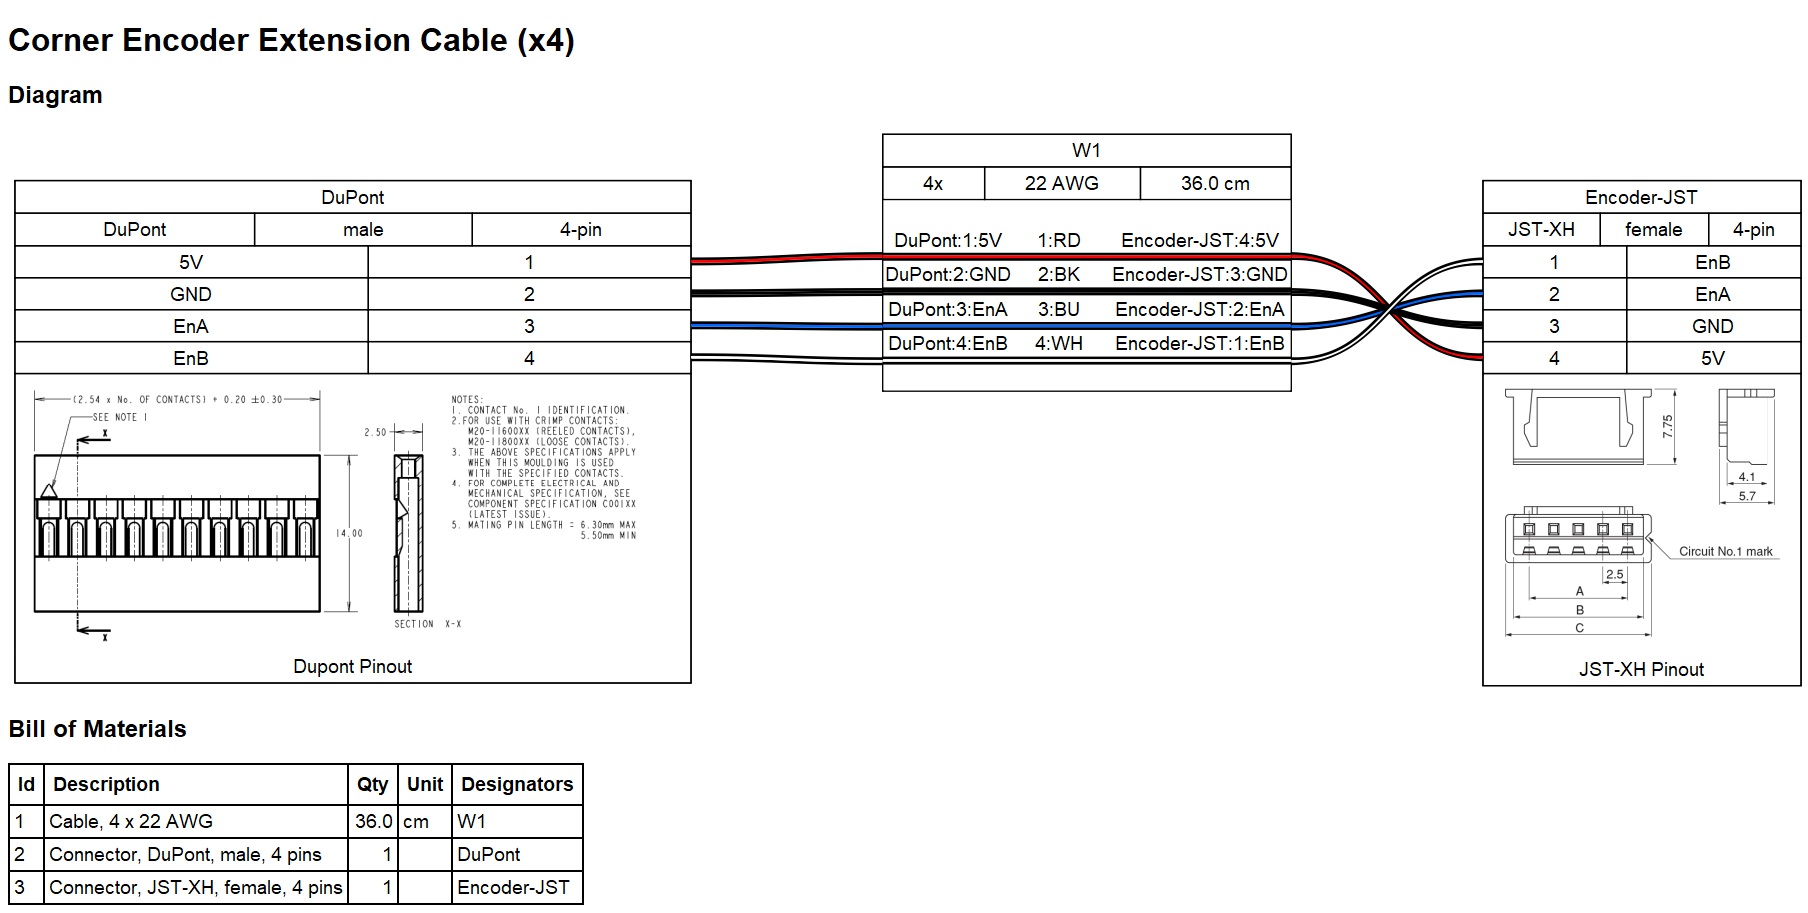 Corner Encoder Extension Cable (x4)
Diagram
DuPont
DuPont male 4-pin
5V 1
GND 2
EnA 3
EnB 4
(2.54 x No. OF CONTACTS) + 0.20 ±0.30
SEE NOTE 1
X
X
14.00
2.50
SECTION X-X
NOTES:
1. CONTACT No. 1 IDENTIFICATION.
2.FOR USE WITH CRIMP CONTACTS:
M20-11600XX (REELED CONTACTS),
M20-11800XX (LOOSE CONTACTS).
3. THE ABOVE SPECIFICATIONS APPLY
WHEN THIS MOULDING IS USED
WITH THE SPECIFIED CONTACTS.
4. FOR COMPLETE ELECTRICAL AND
MECHANICAL SPECIFICATION, SEE
COMPONENT SPECIFICATION C001XX
(LATEST ISSUE).
5. MATING PIN LENGTH = 6.30mm MAX
5.50mm MIN
Dupont Pinout
W1
4x 22 AWG 36.0 cm
DuPont:1:5V 1:RD Encoder-JST:4:5V
DuPont:2:GND 2:BK Encoder-JST:3:GND
DuPont:3:EnA 3:BU Encoder-JST:2:EnA
DuPont:4:EnB 4:WH Encoder-JST:1:EnB
Encoder-JST
JST-XH female 4-pin
1 EnB
2 EnA
3 GND
4 5V
7.75
4.1
5.7
Circuit No.1 mark
2.5
A
B
C
JST-XH Pinout
Bill of Materials
Id Description Qty Unit Designators
1 Cable, 4 x 22 AWG 36.0 cm W1
2 Connector, DuPont, male, 4 pins 1 DuPont
3 Connector, JST-XH, female, 4 pins 1 Encoder-JST